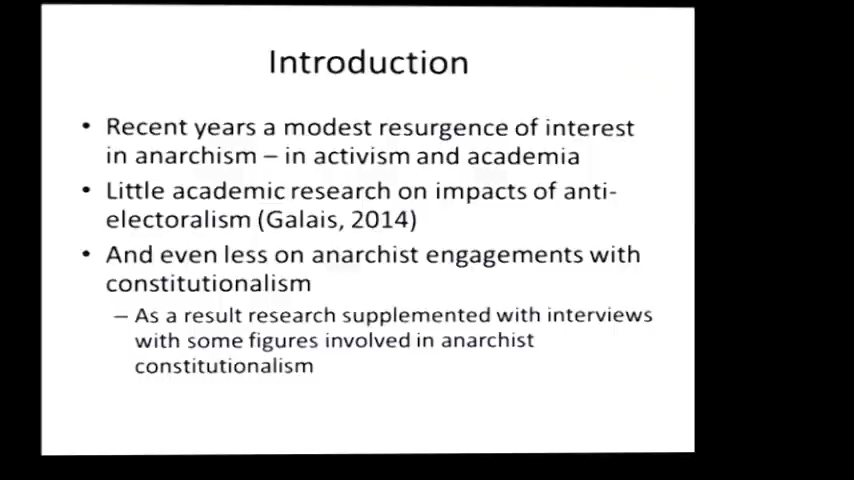 Introduction
• Recent years a modest resurgence of interest
in anarchism – in activism and academia
• Little academic research on impacts of anti-
electoralism (Galais, 2014)
• And even less on anarchist engagements with
constitutionalism
– As a result research supplemented with interviews
with some figures involved in anarchist
constitutionalism